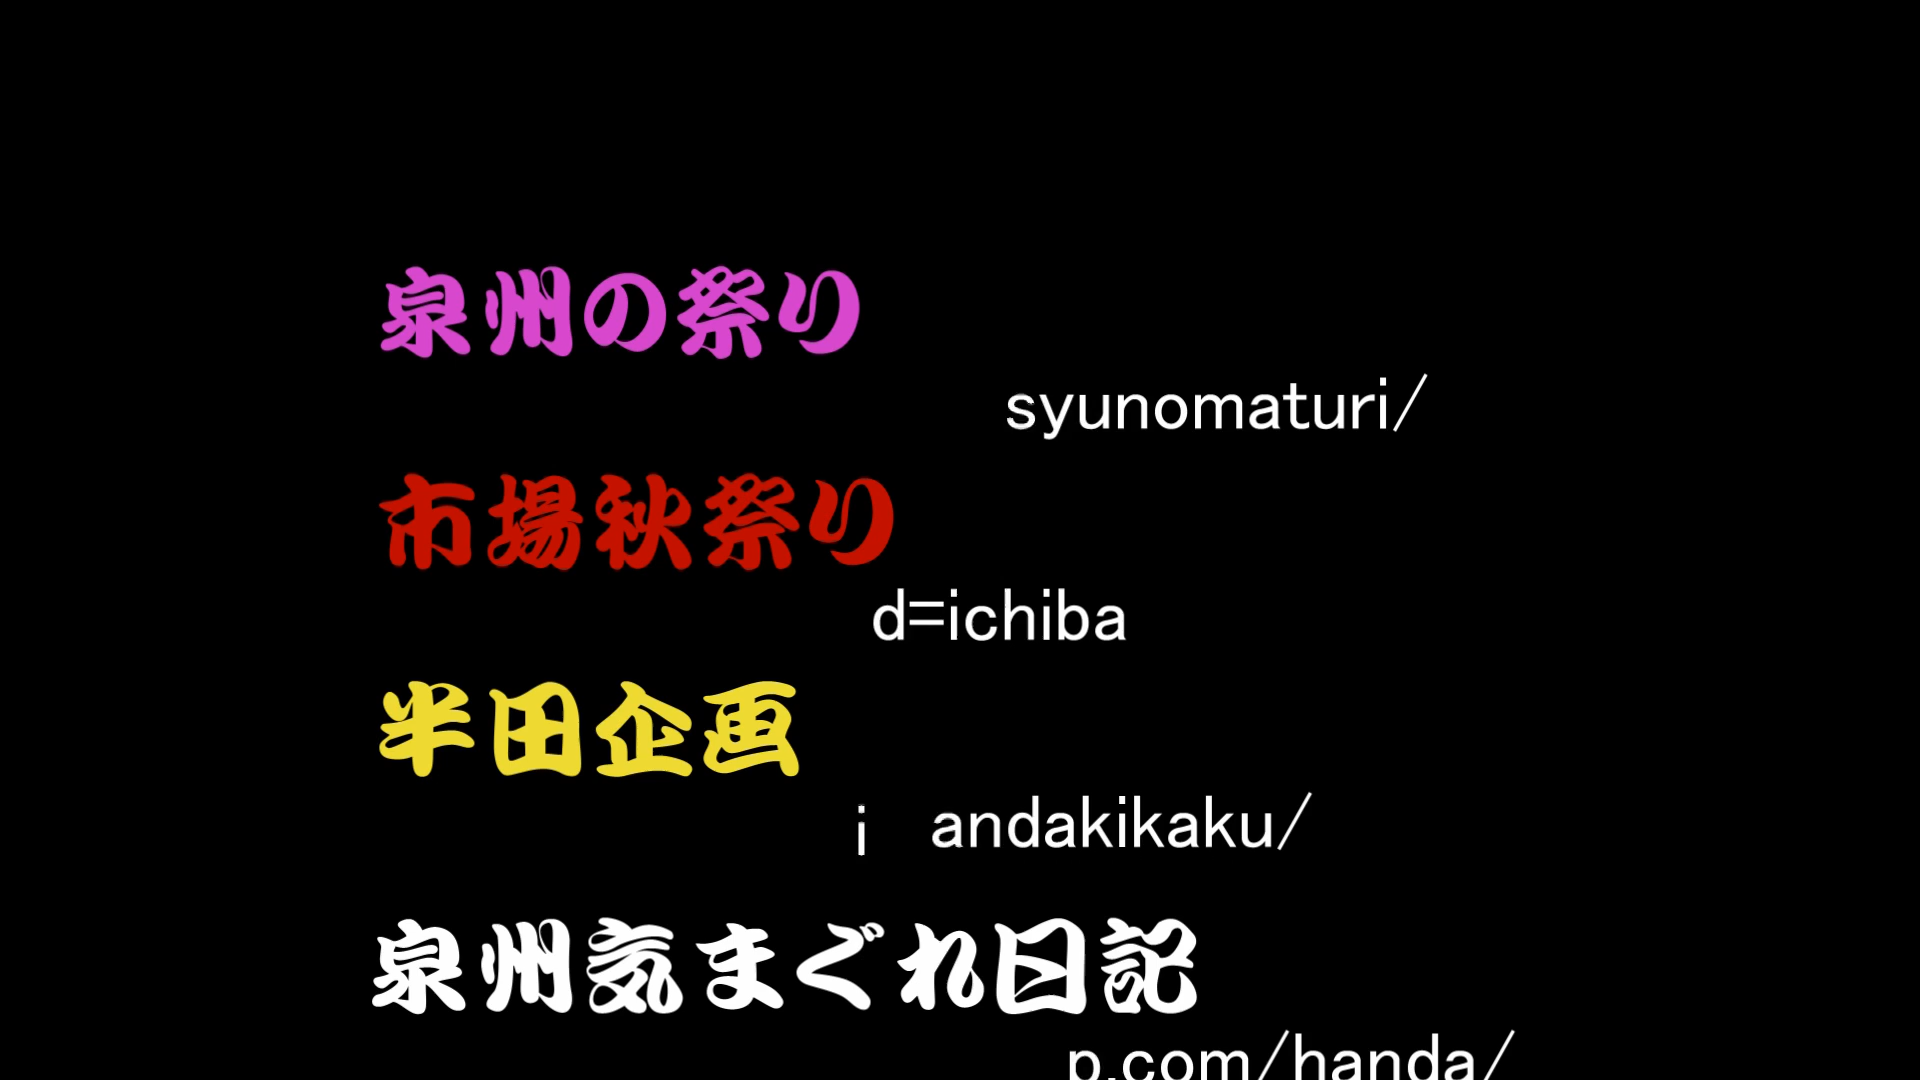 泉州の祭り
syunomaturi/
市場秋祭り
d=ichiba
半田企画
j andakikaku/
泉州気まぐれ日記
p.com/handa/